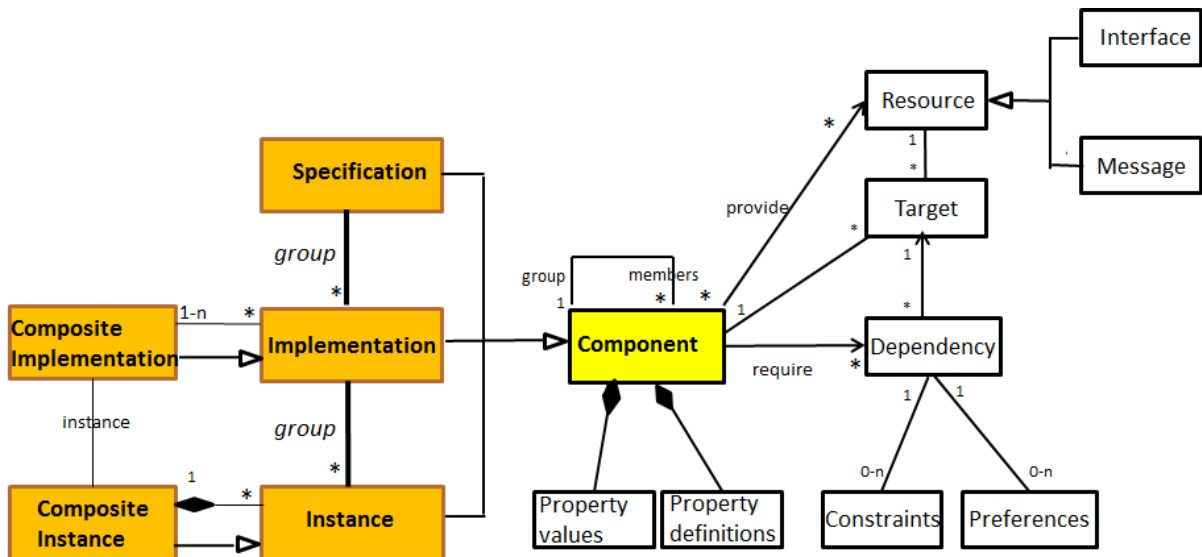 Interface
Resource
*
1
Message
*
Specification
provide
Target
*
group
1
group
members
*
*
*
*
1-n
*
1
1
*
Composite
Implementation
Implementation
Component
Dependency
require
*
instance
group
1
1
*
1
*
0-n
0-n
Composite
Instance
Instance
Property
values
Property
definitions
Constraints
Preferences